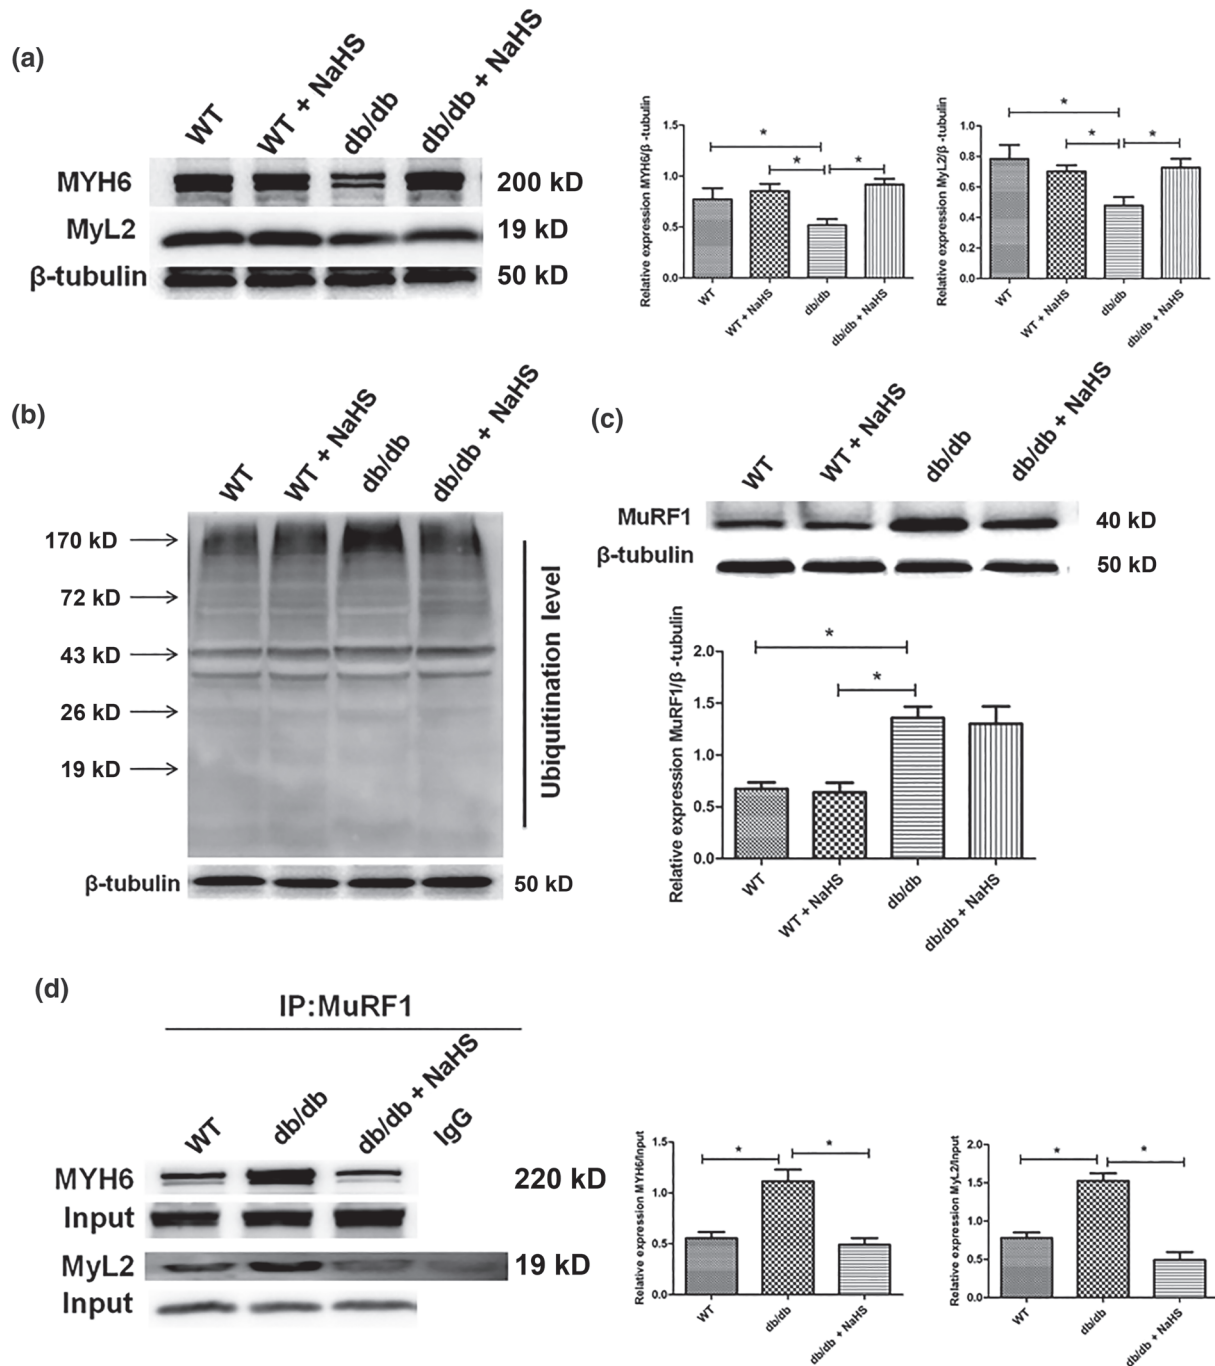 (a)
WT
WT + NaHS
db/db
db/db + NaHS
MYH6
200 kD
MyL2
19 kD
β-tubulin
50 kD
Relative expression MYH6/β -tubulin
1.5
1.0
0.5
0.0
*
*
*
WT
WT + NaHS
db/db
db/db + NaHS
Relative expression MyL2/β -tubulin
1.0
0.8
0.6
0.4
0.2
0.0
*
*
*
WT
WT + NaHS
db/db
db/db + NaHS
(b)
WT
WT + NaHS
db/db
db/db + NaHS
170 kD
72 kD
43 kD
26 kD
19 kD
Ubiquitination level
β-tubulin
50 kD
(c)
WT
WT + NaHS
db/db
db/db + NaHS
MuRF1
40 kD
β-tubulin
50 kD
Relative expression MuRF1/β -tubulin
2.0
1.5
1.0
0.5
0.0
*
*
WT
WT + NaHS
db/db
db/db + NaHS
(d)
IP:MuRF1
WT
db/db
db/db + NaHS
IgG
MYH6
220 kD
Input
MyL2
19 kD
Input
Relative expression MYH6/Input
1.5
1.0
0.5
0.0
*
*
WT
db/db
db/db + NaHS
Relative expression MyL2/Input
2.0
1.5
1.0
0.5
0.0
*
*
WT
db/db
db/db + NaHS